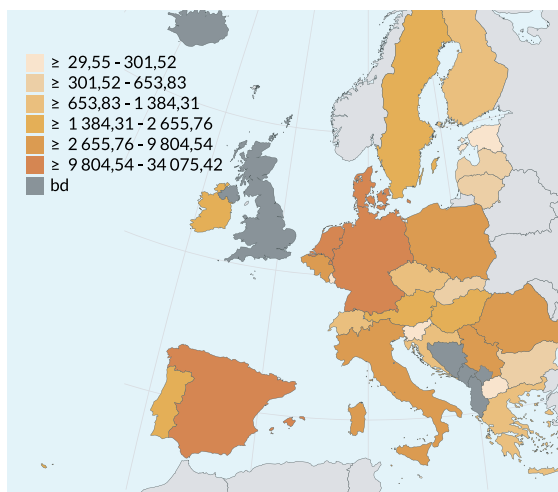 ≥ 29,55 - 301,52
≥ 301,52 - 653,83
≥ 653,83 - 1 384,31
≥ 1 384,31 - 2 655,76
≥ 2 655,76 - 9 804,54
≥ 9 804,54 - 34 075,42
bd